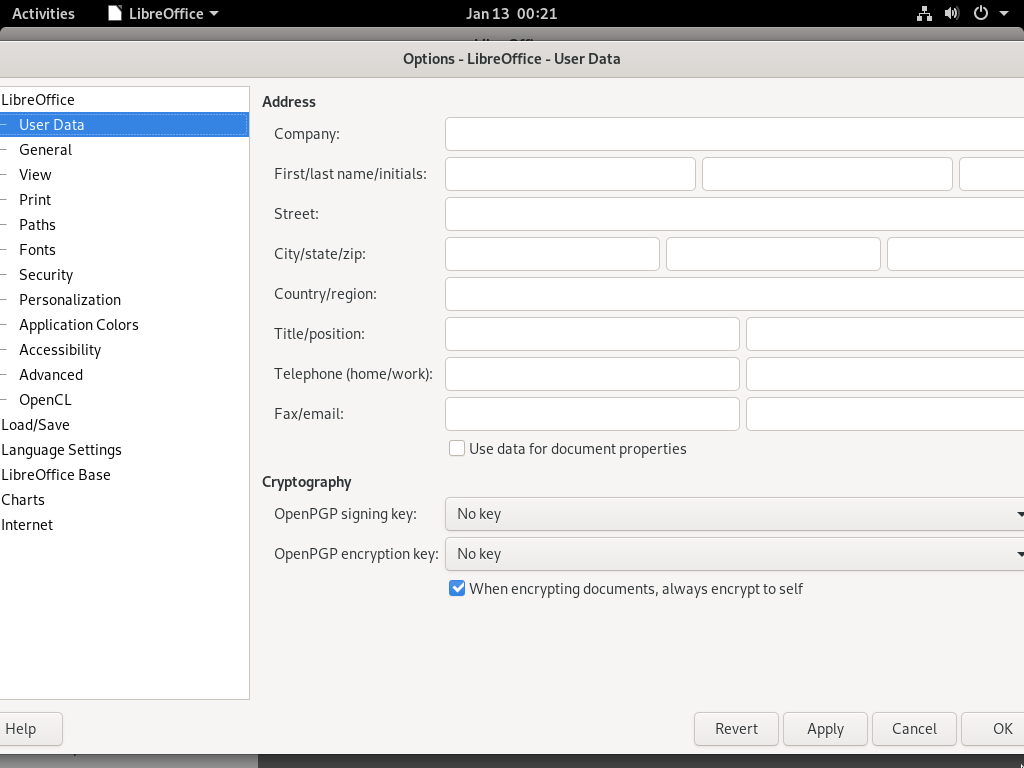 Activities LibreOffice Jan 13 00:21
Options - LibreOffice - User Data
LibreOffice
User Data
General
View
Print
Paths
Fonts
Security
Personalization
Application Colors
Accessibility
Advanced
OpenCL
Load/Save
Language Settings
LibreOffice Base
Charts
Internet
Address
Company:
First/last name/initials:
Street:
City/state/zip:
Country/region:
Title/position:
Telephone (home/work):
Fax/email:
Use data for document properties
Cryptography
OpenPGP signing key: No key
OpenPGP encryption key: No key
When encrypting documents, always encrypt to self
Help Revert Apply Cancel OK